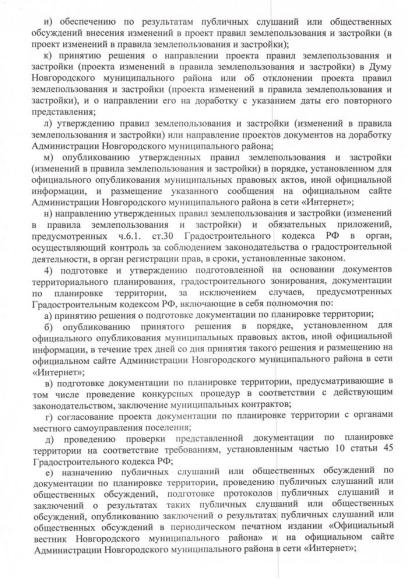 и) обеспечению по результатам публичных слушаний или общественных
обсуждений внесения изменений в проект правил землепользования и застройки (в
проект изменений в правила землепользования и застройки);
к) принятию решения о направлении проекта правил землепользования и
застройки (проекта изменений в правила землепользования и застройки) в Думу
Новгородского муниципального района или об отклонении проекта правил
землепользования и застройки (проекта изменений в правила землепользования и
застройки), и о направлении его на доработку с указанием даты его повторного
представления;
л) утверждению правил землепользования и застройки (изменений в правила
землепользования и застройки) или направление проектов документов на доработку
Администрации Новгородского муниципального района;
м) опубликованию утвержденных правил землепользования и застройки
(изменений в правила землепользования и застройки) в порядке, установленном для
официального опубликования муниципальных правовых актов, иной официальной
информации, и размещение указанного сообщения на официальном сайте
Администрации Новгородского муниципального района в сети «Интернет»;
н) направлению утвержденных правил землепользования и застройки (изменений
в правила землепользования и застройки) и обязательных приложений,
предусмотренных ч.6.1. ст.30 Градостроительного кодекса РФ в орган,
осуществляющий контроль за соблюдением законодательства о градостроительной
деятельности, в орган регистрации прав, в сроки, установленные законом.
4) подготовке и утверждению подготовленной на основании документов
территориального планирования, градостроительного зонирования, документации
по планировке территории, за исключением случаев, предусмотренных
Градостроительным кодексом РФ, включающие в себя полномочия по:
а) принятию решения о подготовке документации по планировке территории;
б) опубликованию принятого решения в порядке, установленном для
официального опубликования муниципальных правовых актов, иной официальной
информации, в течение трех дней со дня принятия такого решения и размещению на
официальном сайте Администрации Новгородского муниципального района в сети
«Интернет»;
в) подготовке документации по планировке территории, предусматривающие в
том числе проведение конкурсных процедур в соответствии с действующим
законодательством, заключение муниципальных контрактов;
г) согласование проекта документации по планировке территории с органами
местного самоуправления поселения;
д) проведению проверки представленной документации по планировке
территории на соответствие требованиям, установленным частью 10 статьи 45
Градостроительного кодекса РФ;
е) назначению публичных слушаний или общественных обсуждений по
документации по планировке территории, проведению публичных слушаний или
общественных обсуждений, подготовке протоколов публичных слушаний и
заключений о результатах таких публичных слушаний или общественных
обсуждений, опубликованию заключений о результатах публичных слушаний или
общественных обсуждений в периодическом печатном издании «Официальный
вестник Новгородского муниципального района» и на официальном сайте
Администрации Новгородского муниципального района в сети «Интернет»;